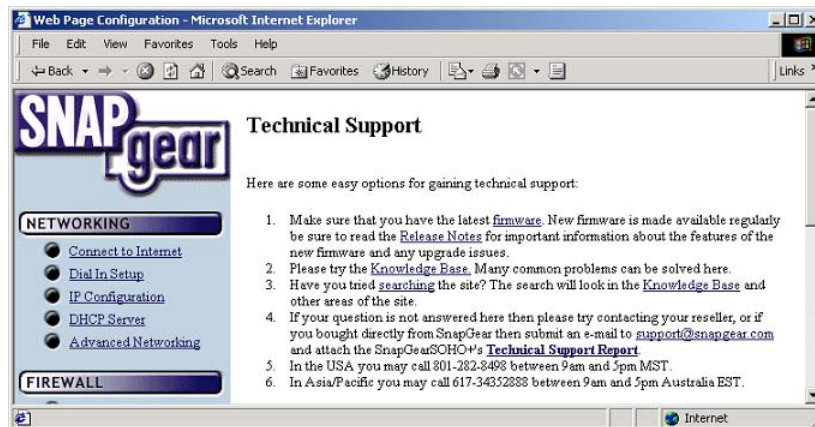 Web Page Configuration - Microsoft Internet Explorer
File Edit View Favorites Tools Help
Back Search Favorites History Links
SNAP
gear
NETWORKING
Connect to Internet
Dial In Setup
IP Configuration
DHCP Server
Advanced Networking
FIREWALL
Technical Support
Here are some easy options for gaining technical support:
1. Make sure that you have the latest firmware. New firmware is made available regularly
be sure to read the Release Notes for important information about the features of the
new firmware and any upgrade issues.
2. Please try the Knowledge Base. Many common problems can be solved here.
3. Have you tried searching the site? The search will look in the Knowledge Base and
other areas of the site.
4. If your question is not answered here then please try contacting your reseller, or if
you bought directly from SnapGear then submit an e-mail to support@snapgear.com
and attach the SnapGearSOHO+'s Technical Support Report.
5. In the USA you may call 801-282-8498 between 9am and 5pm MST.
6. In Asia/Pacific you may call 617-34352888 between 9am and 5pm Australia EST.
Internet